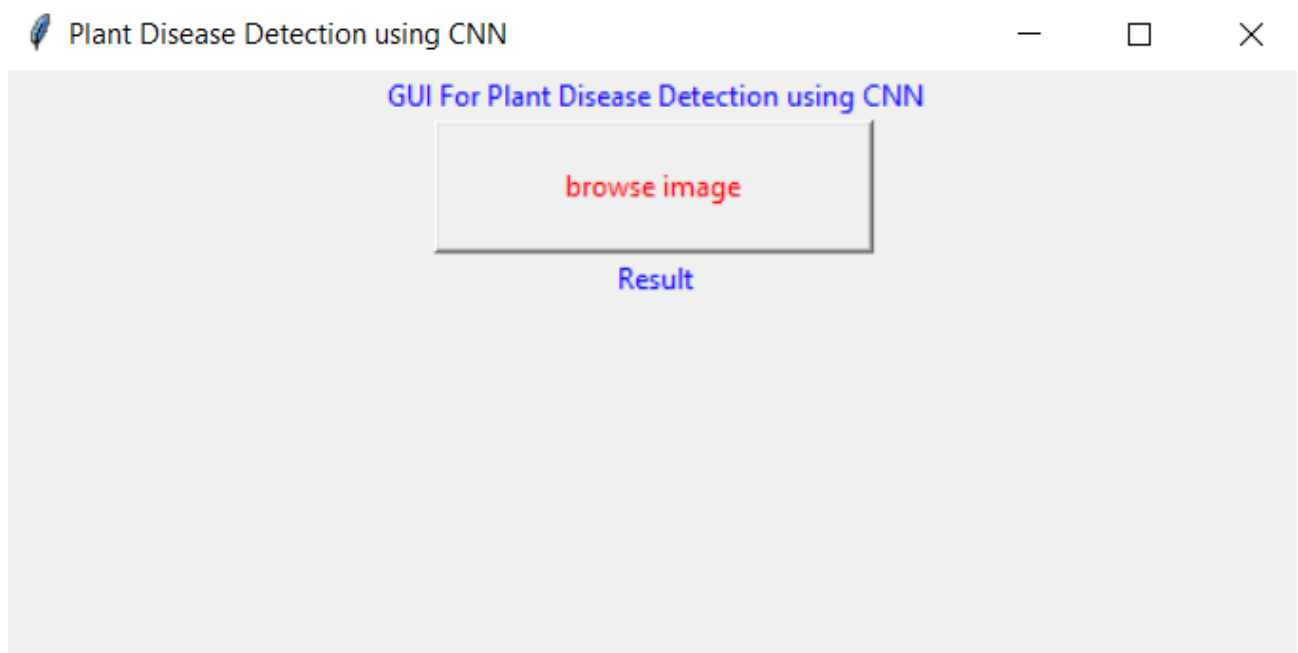 Plant Disease Detection using CNN
GUI For Plant Disease Detection using CNN
browse image
Result